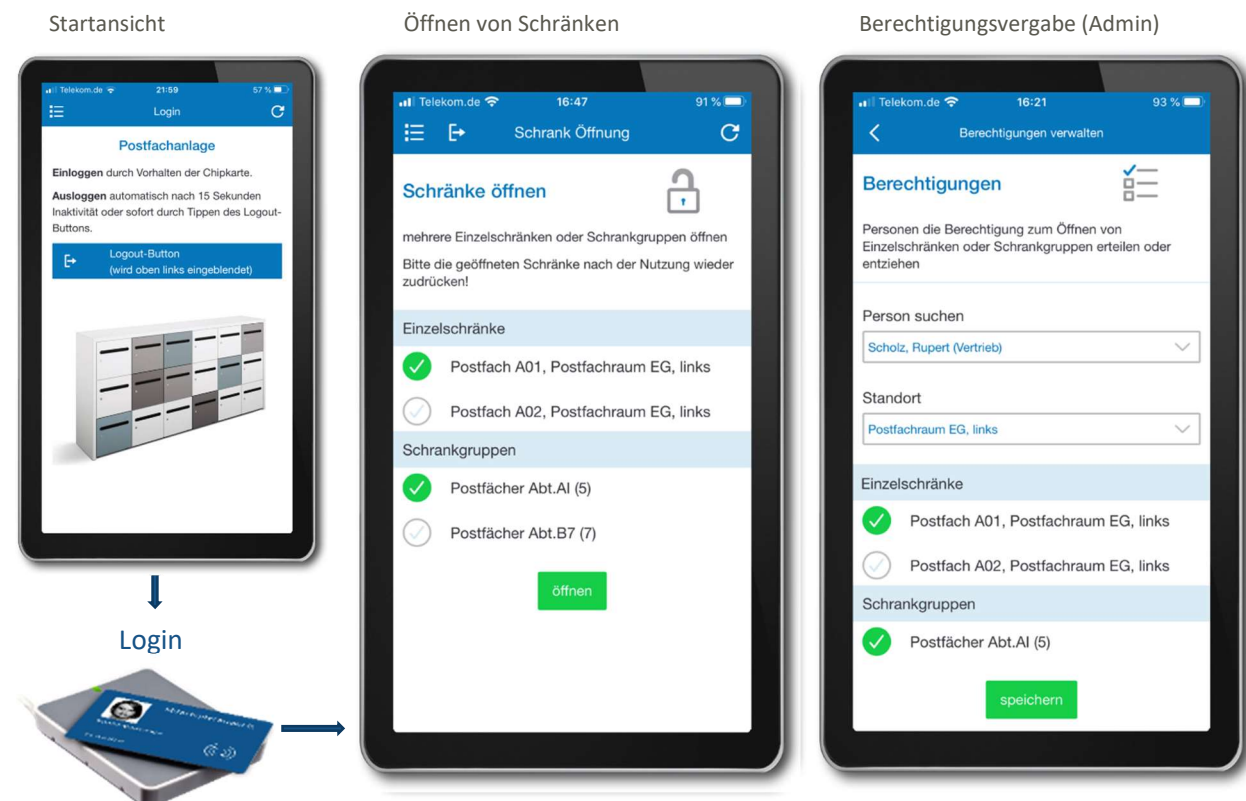 Startansicht
Öffnen von Schränken
Berechtigungsvergabe (Admin)
Telekom.de
21:59
57 %
Login
Postfachanlage
Einloggen durch Vorhalten der Chipkarte.
Ausloggen automatisch nach 15 Sekunden
Inaktivität oder sofort durch Tippen des Logout-
Buttons.
Logout-Button
(wird oben links eingeblendet)
Login
Telekom.de
16:47
91 %
Schrank Öffnung
Schränke öffnen
mehrere Einzelschränken oder Schrankgruppen öffnen
Bitte die geöffneten Schränke nach der Nutzung wieder
zudrücken!
Einzelschränke
Postfach A01, Postfachraum EG, links
Postfach A02, Postfachraum EG, links
Schrankgruppen
Postfächer Abt.AI (5)
Postfächer Abt.B7 (7)
öffnen
Telekom.de
16:21
93 %
Berechtigungen verwalten
Berechtigungen
Personen die Berechtigung zum Öffnen von
Einzelschränken oder Schrankgruppen erteilen oder
entziehen
Person suchen
Scholz, Rupert (Vertrieb)
Standort
Postfachraum EG, links
Einzelschränke
Postfach A01, Postfachraum EG, links
Postfach A02, Postfachraum EG, links
Schrankgruppen
Postfächer Abt.AI (5)
speichern